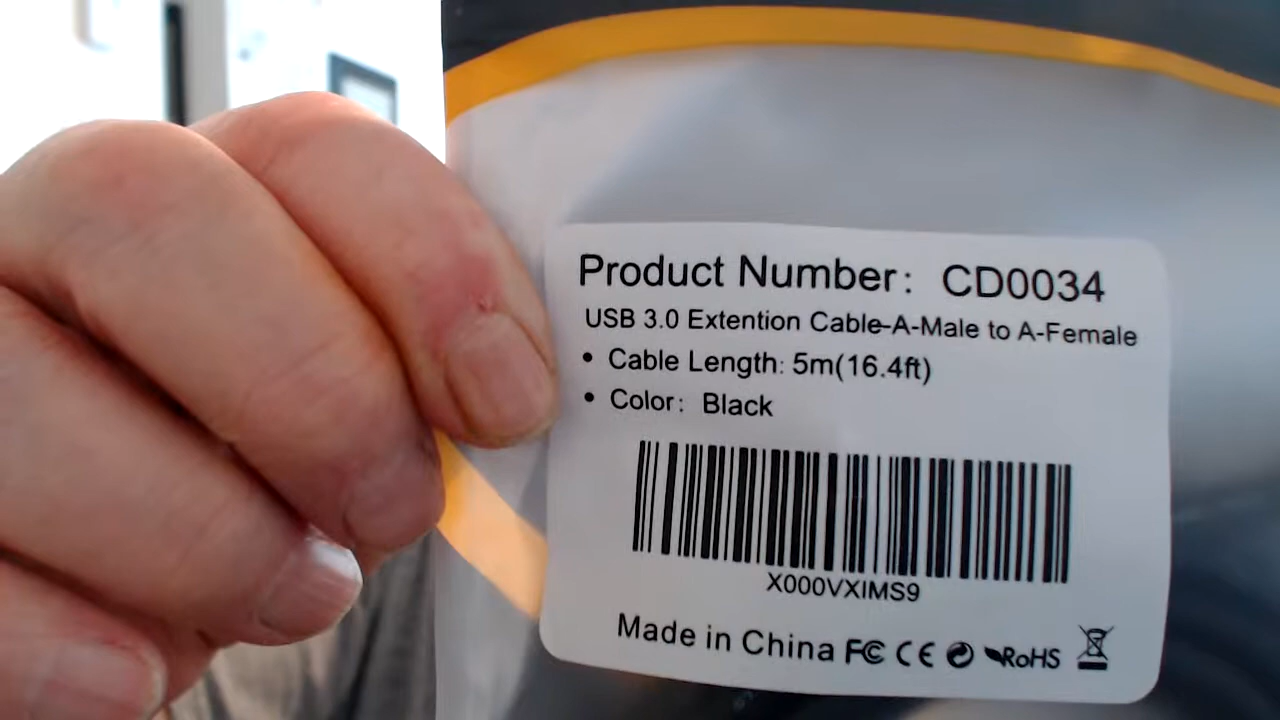 Product Number: CD0034
USB 3.0 Extention Cable-A-Male to A-Female
• Cable Length: 5m(16.4ft)
• Color: Black
X000VXIMS9
Made in China FC CE RoHS